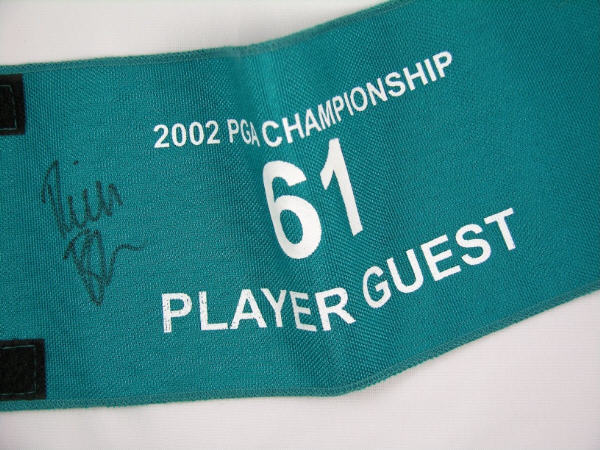 2002 PGA CHAMPIONSHIP
61
PLAYER GUEST